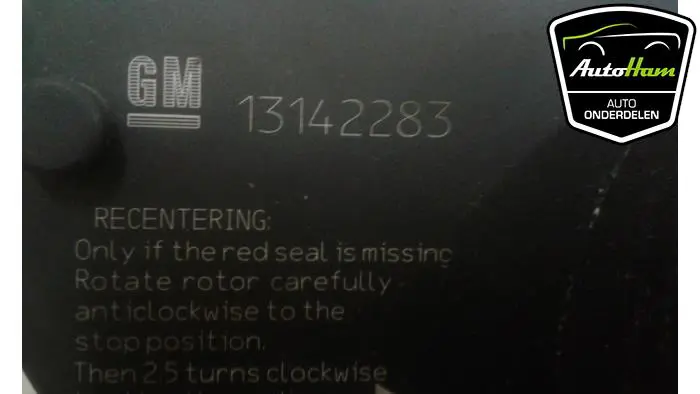 GM 13142283
AutoHam
AUTO
ONDERDELEN
RECENTERING:
Only if the red seal is missing
Rotate rotor carefully
anticlockwise to the
stop position.
Then 2 5 turns clockwise